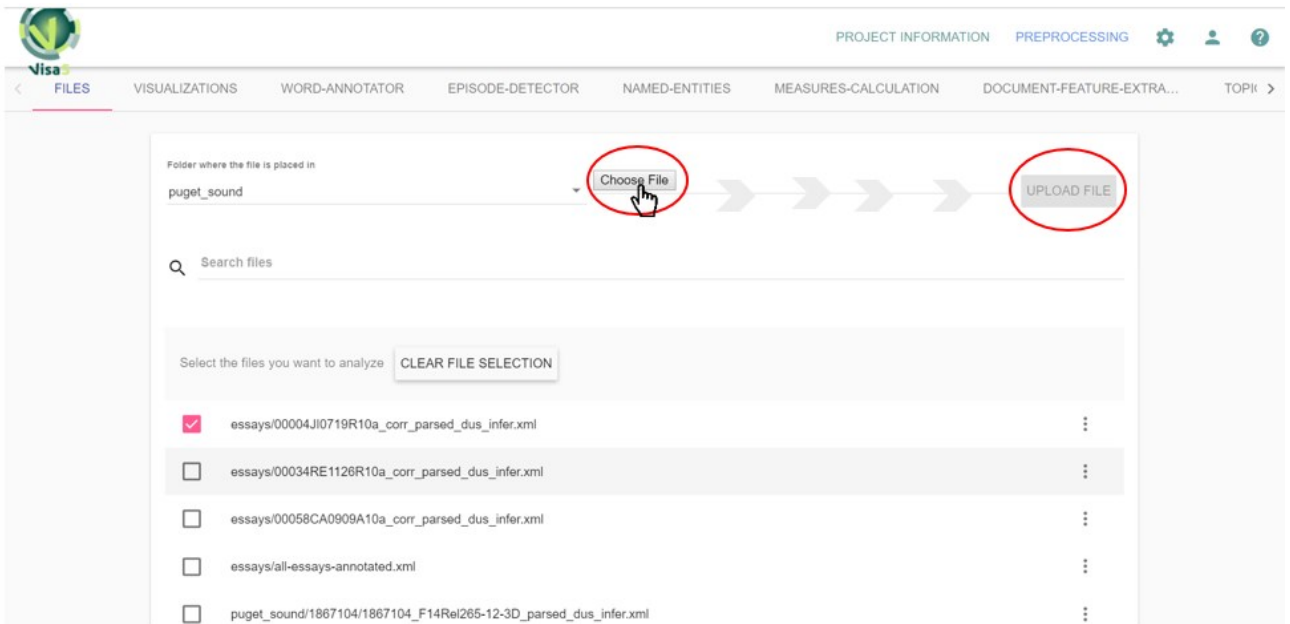 PROJECT INFORMATION PREPROCESSING
Visa
FILES VISUALIZATIONS WORD-ANNOTATOR EPISODE-DETECTOR NAMED-ENTITIES MEASURES-CALCULATION DOCUMENT-FEATURE-EXTRA... TOPI
Folder where the file is placed in
puget_sound
Choose File
UPLOAD FILE
Search files
Select the files you want to analyze CLEAR FILE SELECTION
essays/00004JI0719R10a_corr_parsed_dus_infer.xml
essays/00034RE1126R10a_corr_parsed_dus_infer.xml
essays/00058CA0909A10a_corr_parsed_dus_infer.xml
essays/all-essays-annotated.xml
puget_sound/1867104/1867104_F14Rel265-12-3D_parsed_dus_infer.xml